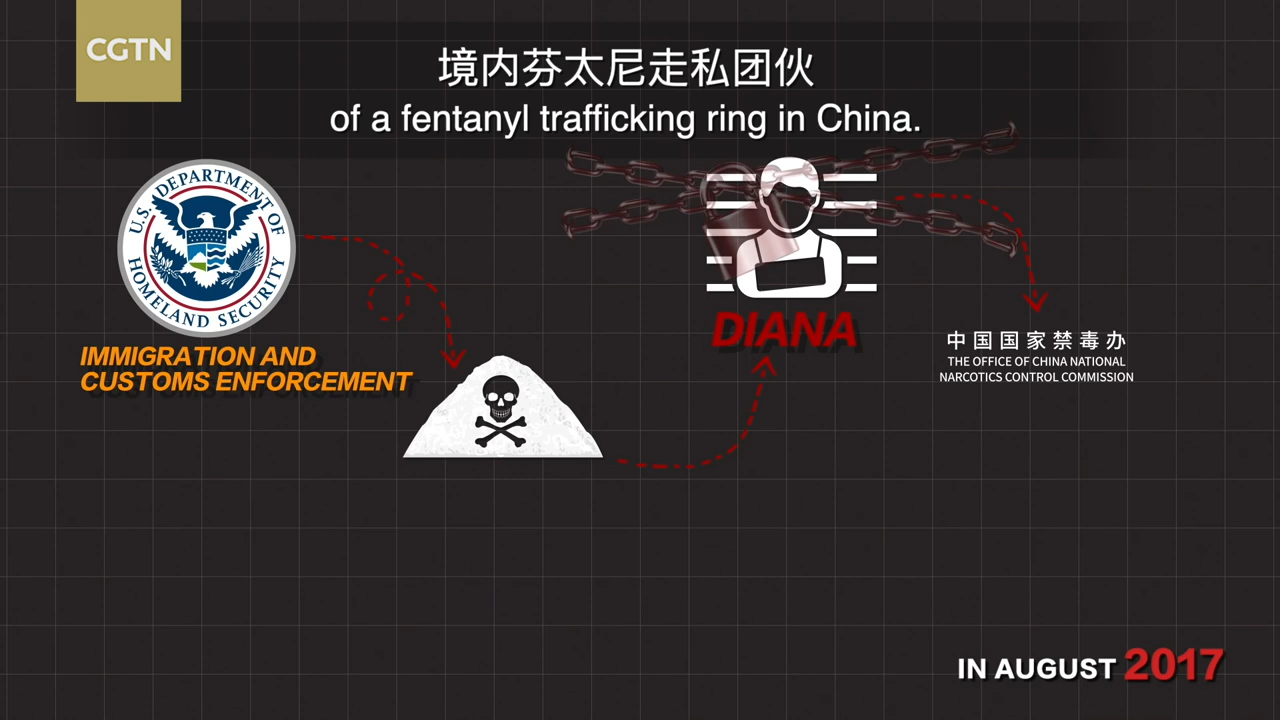 CGTN
境内芬太尼走私团伙
of a fentanyl trafficking ring in China.
U.S. DEPARTMENT OF
HOMELAND SECURITY
IMMIGRATION AND
CUSTOMS ENFORCEMENT
DIANA
中国国家禁毒办
THE OFFICE OF CHINA NATIONAL
NARCOTICS CONTROL COMMISSION
IN AUGUST 2017